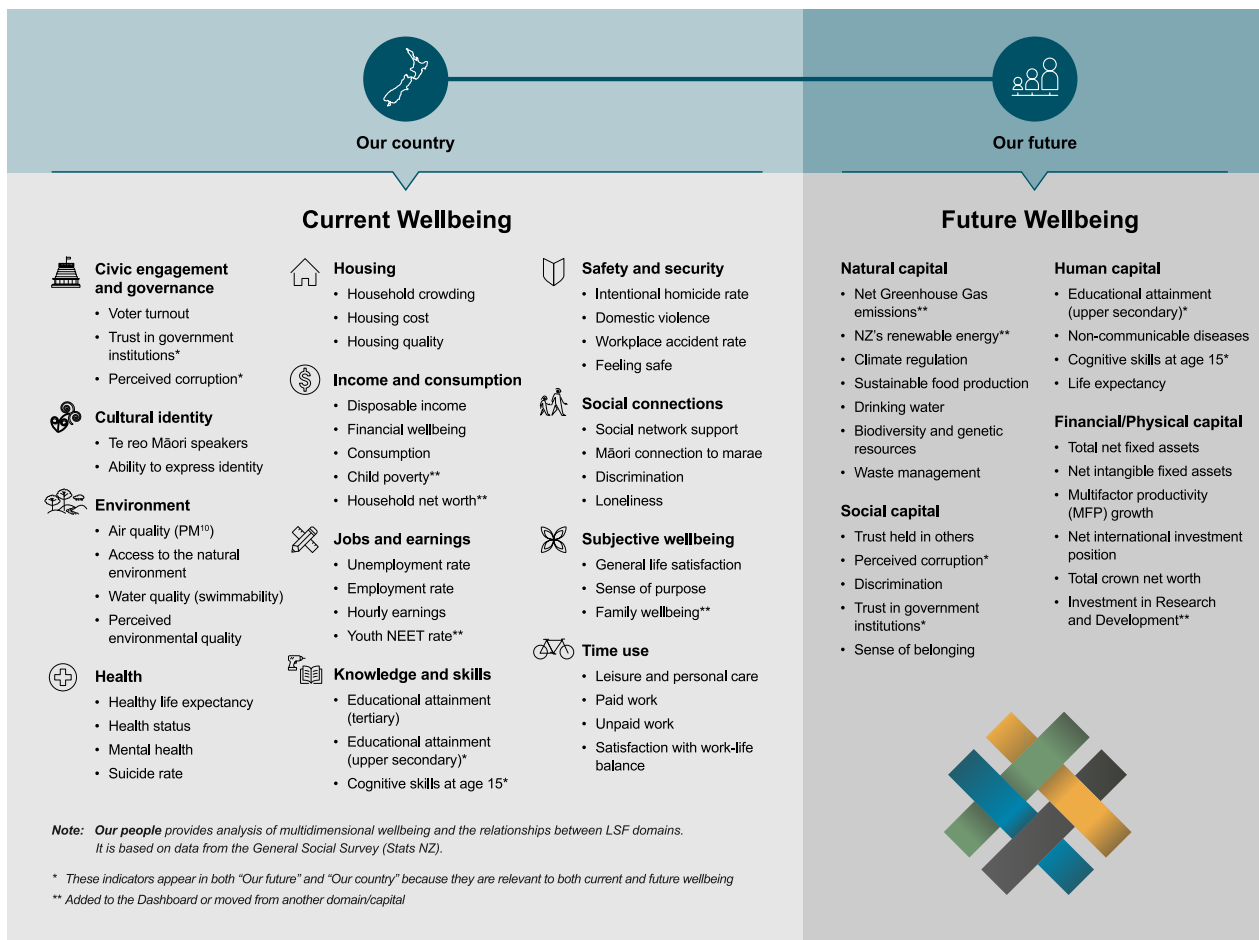 Our country
Our future
Current Wellbeing
Civic engagement
and governance
• Voter turnout
• Trust in government
institutions*
• Perceived corruption*
Cultural identity
• Te reo Māori speakers
• Ability to express identity
Environment
• Air quality (PM¹⁰)
• Access to the natural
environment
• Water quality (swimmability)
• Perceived
environmental quality
Health
• Healthy life expectancy
• Health status
• Mental health
• Suicide rate
Housing
• Household crowding
• Housing cost
• Housing quality
Income and consumption
• Disposable income
• Financial wellbeing
• Consumption
• Child poverty**
• Household net worth**
Jobs and earnings
• Unemployment rate
• Employment rate
• Hourly earnings
• Youth NEET rate**
Knowledge and skills
• Educational attainment
(tertiary)
• Educational attainment
(upper secondary)*
• Cognitive skills at age 15*
Safety and security
• Intentional homicide rate
• Domestic violence
• Workplace accident rate
• Feeling safe
Social connections
• Social network support
• Māori connection to marae
• Discrimination
• Loneliness
Subjective wellbeing
• General life satisfaction
• Sense of purpose
• Family wellbeing**
Time use
• Leisure and personal care
• Paid work
• Unpaid work
• Satisfaction with work-life
balance
Note: Our people provides analysis of multidimensional wellbeing and the relationships between LSF domains.
It is based on data from the General Social Survey (Stats NZ).
* These indicators appear in both “Our future” and “Our country” because they are relevant to both current and future wellbeing
** Added to the Dashboard or moved from another domain/capital
Future Wellbeing
Natural capital
• Net Greenhouse Gas
emissions**
• NZ’s renewable energy**
• Climate regulation
• Sustainable food production
• Drinking water
• Biodiversity and genetic
resources
• Waste management
Social capital
• Trust held in others
• Perceived corruption*
• Discrimination
• Trust in government
institutions*
• Sense of belonging
Human capital
• Educational attainment
(upper secondary)*
• Non-communicable diseases
• Cognitive skills at age 15*
• Life expectancy
Financial/Physical capital
• Total net fixed assets
• Net intangible fixed assets
• Multifactor productivity
(MFP) growth
• Net international investment
position
• Total crown net worth
• Investment in Research
and Development**